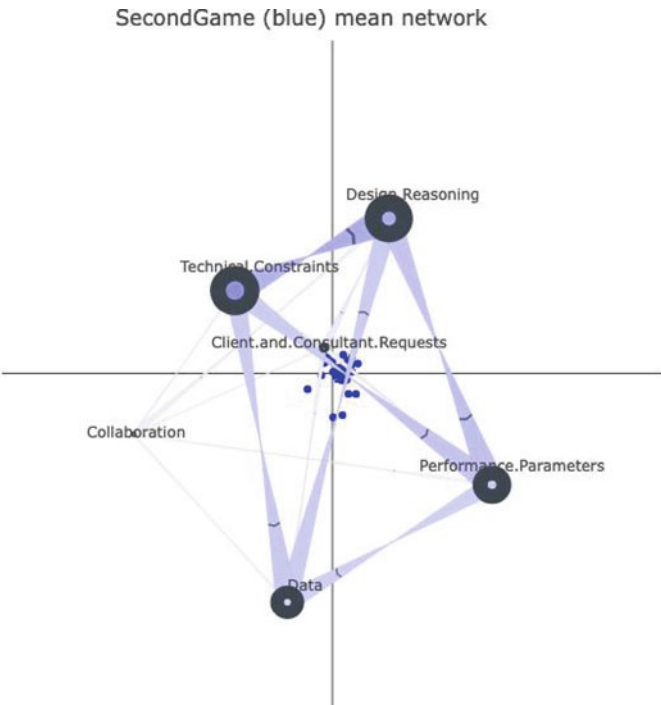 SecondGame (blue) mean network
Design.Reasoning
Technical.Constraints
Client.and.Consultant.Requests
Collaboration
Performance.Parameters
Data